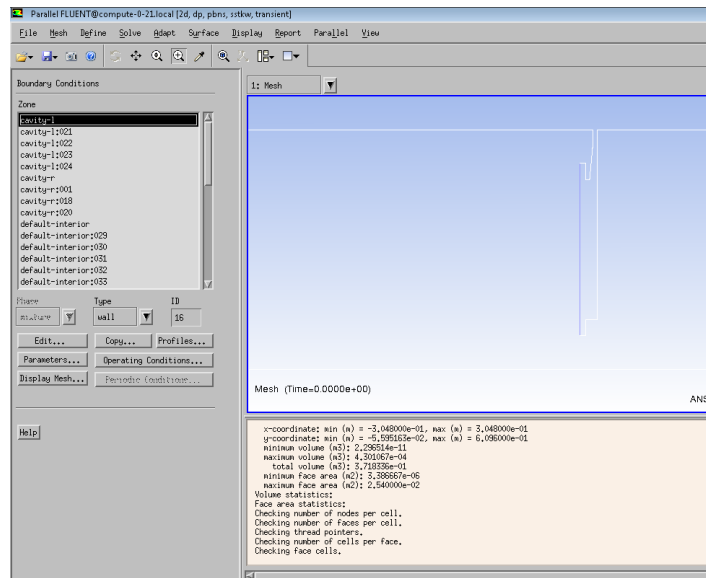 Parallel FLUENT@compute-0-21.local [2d, dp, pbns, sstkw, transient]
File Mesh Define Solve Adapt Surface Display Report Parallel View
Boundary Conditions
Zone
cavity-l
cavity-l:021
cavity-l:022
cavity-l:023
cavity-l:024
cavity-r
cavity-r:001
cavity-r:018
cavity-r:020
default-interior
default-interior:029
default-interior:030
default-interior:031
default-interior:032
default-interior:033
Phase Type ID
mixture wall 16
Edit... Copy... Profiles...
Parameters... Operating Conditions...
Display Mesh... Periodic Conditions...
Help
1: Mesh
Mesh (Time=0.0000e+00)
ANS
x-coordinate: min (m) = -3.048000e-01, max (m) = 3.048000e-01
y-coordinate: min (m) = -5.595163e-02, max (m) = 6.096000e-01
minimum volume (m3): 2.296514e-11
maximum volume (m3): 4.301067e-04
total volume (m3): 3.718336e-01
minimum face area (m2): 3.386667e-06
maximum face area (m2): 2.540000e-02
Volume statistics:
Face area statistics:
Checking number of nodes per cell.
Checking number of faces per cell.
Checking thread pointers.
Checking number of cells per face.
Checking face cells.